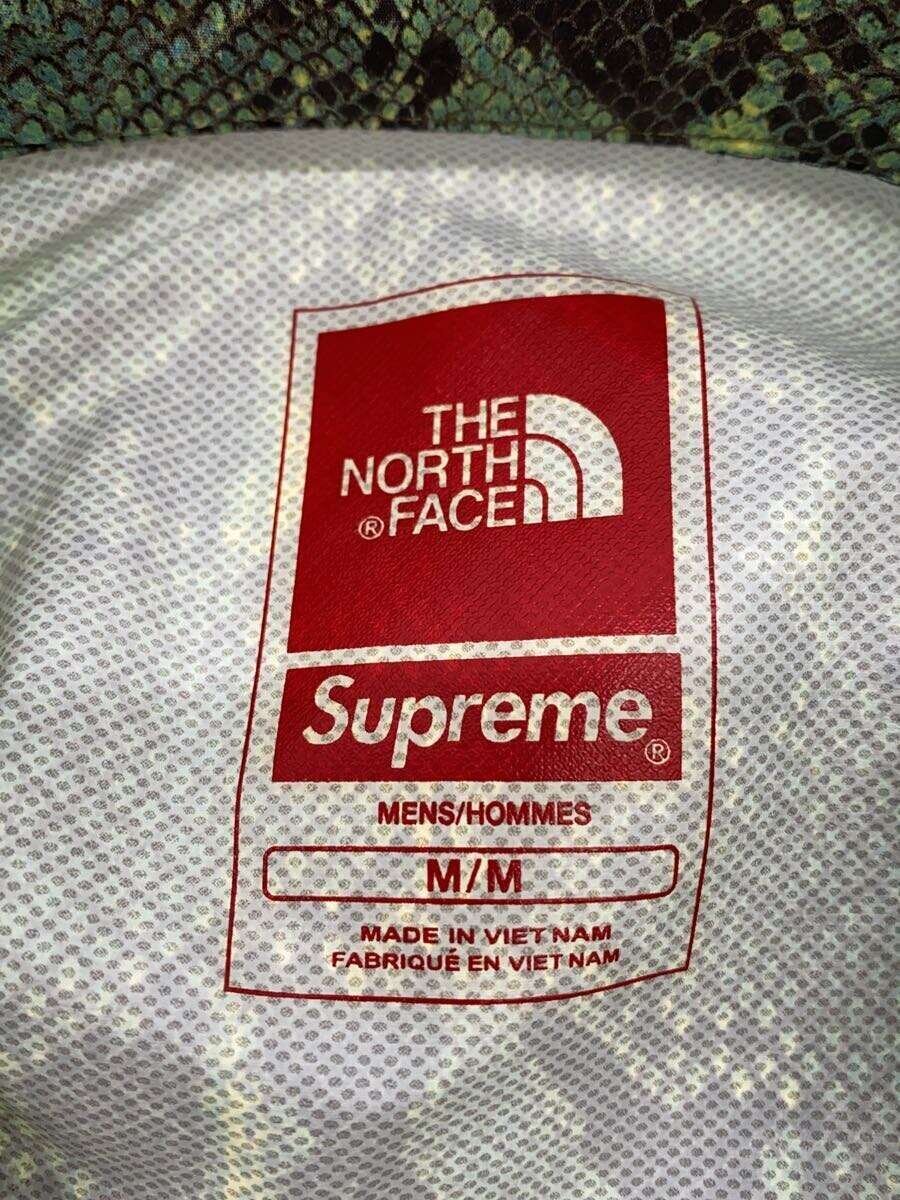 THE
NORTH
® FACE
Supreme ®
MENS/HOMMES
M/M
MADE IN VIET NAM
FABRIQUÉ EN VIET NAM